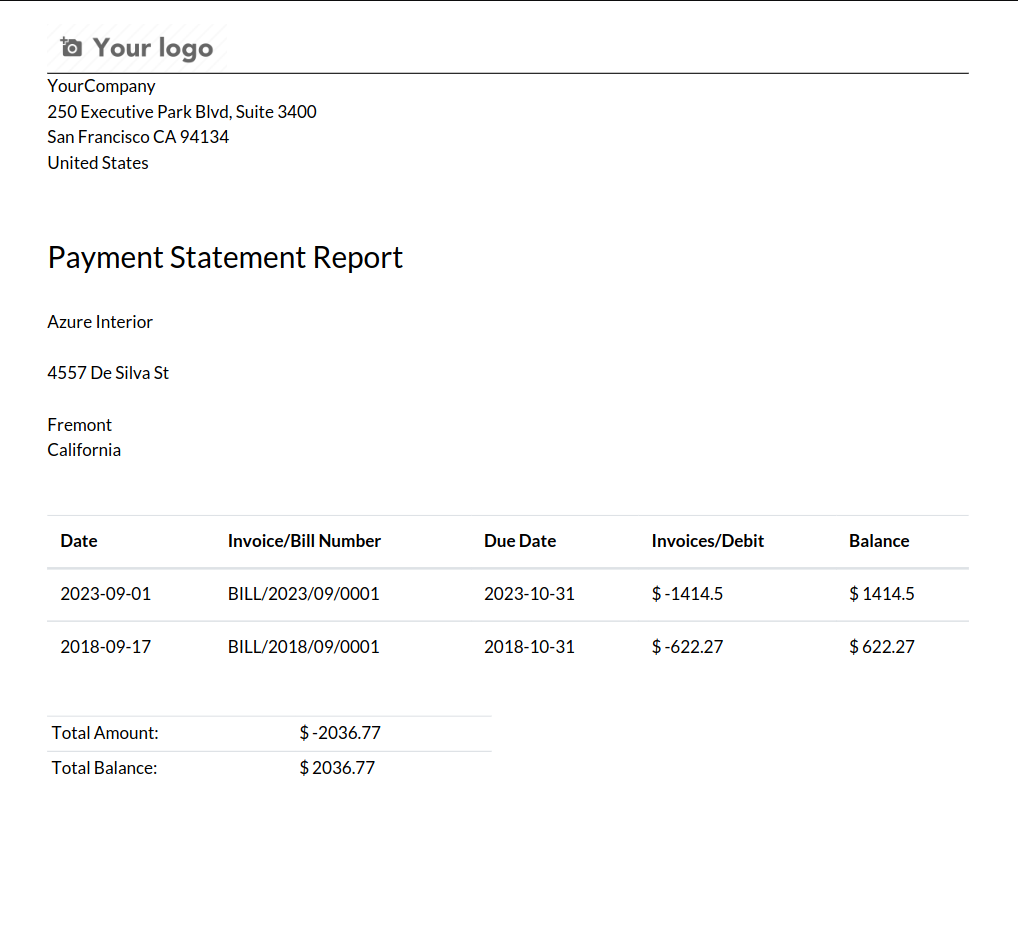 Your logo
YourCompany
250 Executive Park Blvd, Suite 3400
San Francisco CA 94134
United States
Payment Statement Report
Azure Interior
4557 De Silva St
Fremont
California
Date Invoice/Bill Number Due Date Invoices/Debit Balance
2023-09-01 BILL/2023/09/0001 2023-10-31 $ -1414.5 $ 1414.5
2018-09-17 BILL/2018/09/0001 2018-10-31 $ -622.27 $ 622.27
Total Amount: $ -2036.77
Total Balance: $ 2036.77